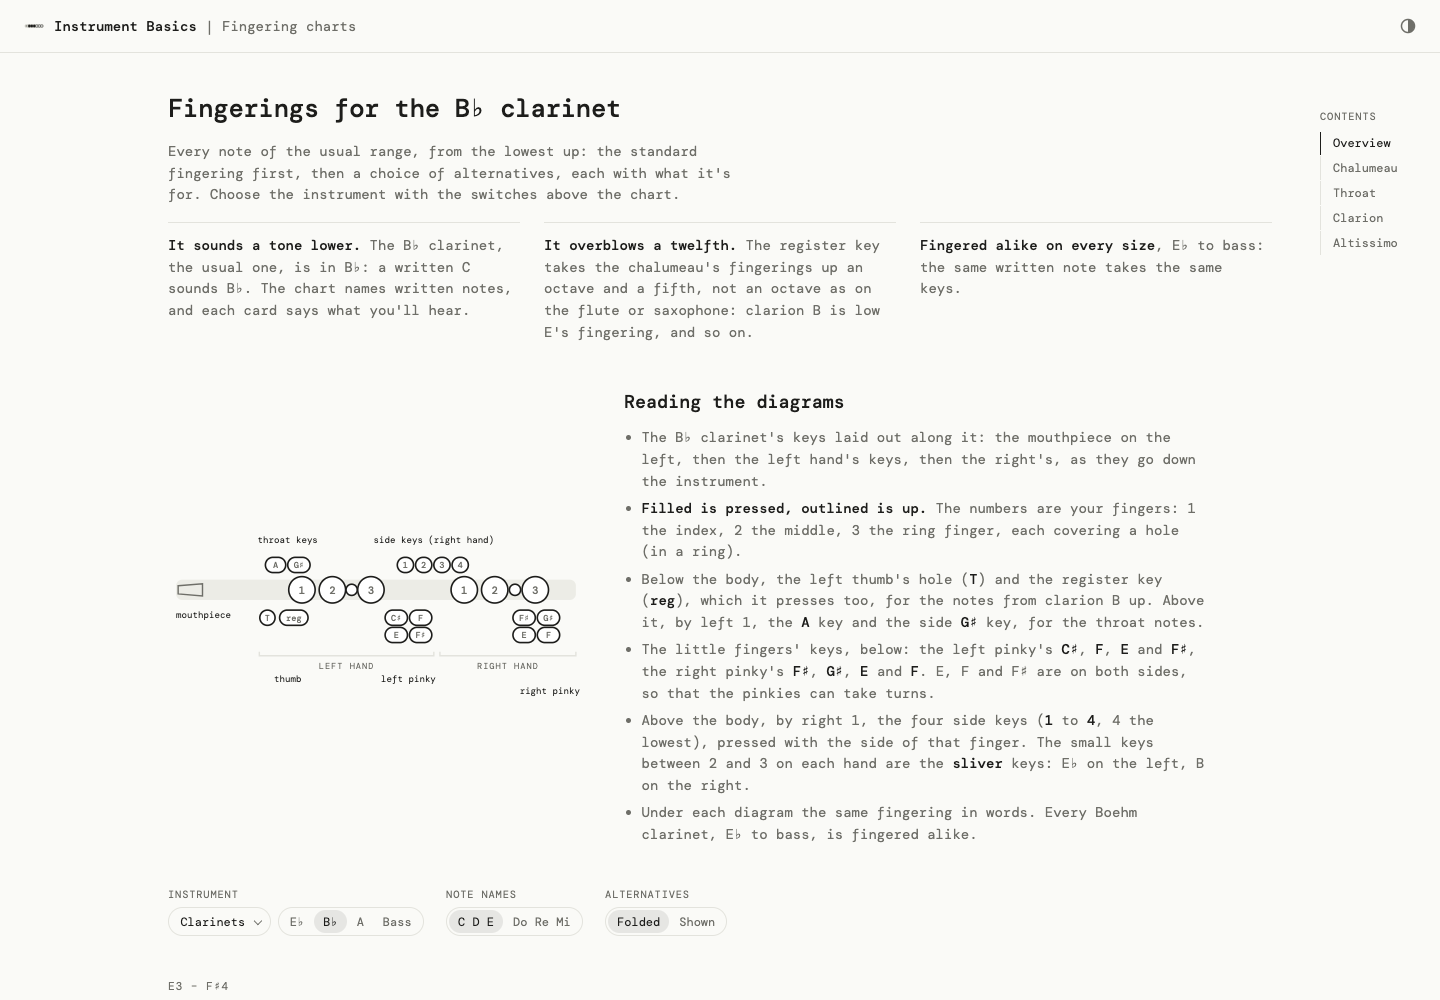 Instrument Basics | Fingering charts
Fingerings for the B♭ clarinet
Every note of the usual range, from the lowest up: the standard
fingering first, then a choice of alternatives, each with what it's
for. Choose the instrument with the switches above the chart.
CONTENTS
Overview
Chalumeau
Throat
Clarion
Altissimo
It sounds a tone lower. The B♭ clarinet,
the usual one, is in B♭: a written C
sounds B♭. The chart names written notes,
and each card says what you'll hear.
It overblows a twelfth. The register key
takes the chalumeau's fingerings up an
octave and a fifth, not an octave as on
the flute or saxophone: clarion B is low
E's fingering, and so on.
Fingered alike on every size, E♭ to bass:
the same written note takes the same
keys.
throat keys
side keys (right hand)
A G♯
1 2 3 4
1 2 3
1 2 3
mouthpiece
T reg
C♯ F
E F♯
F♯ G♯
E F
LEFT HAND
RIGHT HAND
thumb
left pinky
right pinky
Reading the diagrams
• The B♭ clarinet's keys laid out along it: the mouthpiece on the
left, then the left hand's keys, then the right's, as they go down
the instrument.
• Filled is pressed, outlined is up. The numbers are your fingers: 1
the index, 2 the middle, 3 the ring finger, each covering a hole
(in a ring).
• Below the body, the left thumb's hole (T) and the register key
(reg), which it presses too, for the notes from clarion B up. Above
it, by left 1, the A key and the side G♯ key, for the throat notes.
• The little fingers' keys, below: the left pinky's C♯, F, E and F♯,
the right pinky's F♯, G♯, E and F. E, F and F♯ are on both sides,
so that the pinkies can take turns.
• Above the body, by right 1, the four side keys (1 to 4, 4 the
lowest), pressed with the side of that finger. The small keys
between 2 and 3 on each hand are the sliver keys: E♭ on the left, B
on the right.
• Under each diagram the same fingering in words. Every Boehm
clarinet, E♭ to bass, is fingered alike.
INSTRUMENT
Clarinets
E♭ B♭ A Bass
NOTE NAMES
C D E Do Re Mi
ALTERNATIVES
Folded Shown
E3 – F♯4